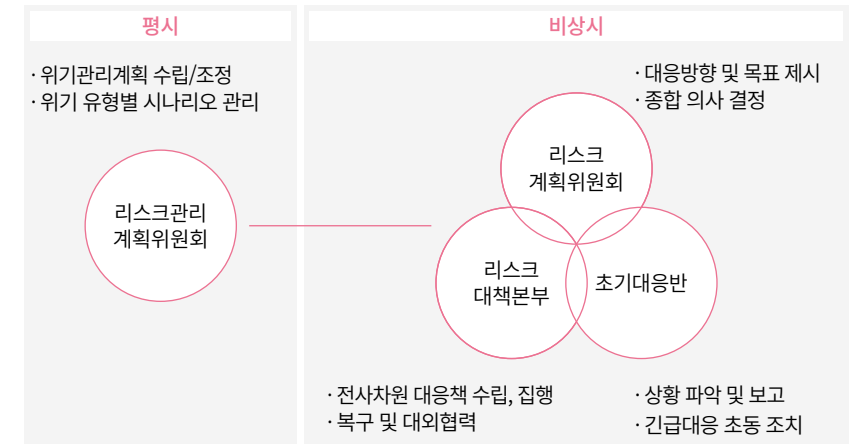 평시
· 위기관리계획 수립/조정
· 위기 유형별 시나리오 관리
리스크관리
계획위원회
비상시
· 대응방향 및 목표 제시
· 종합 의사 결정
리스크
계획위원회
리스크
대책본부
초기대응반
· 전사차원 대응책 수립, 집행
· 복구 및 대외협력
· 상황 파악 및 보고
· 긴급대응 초동 조치